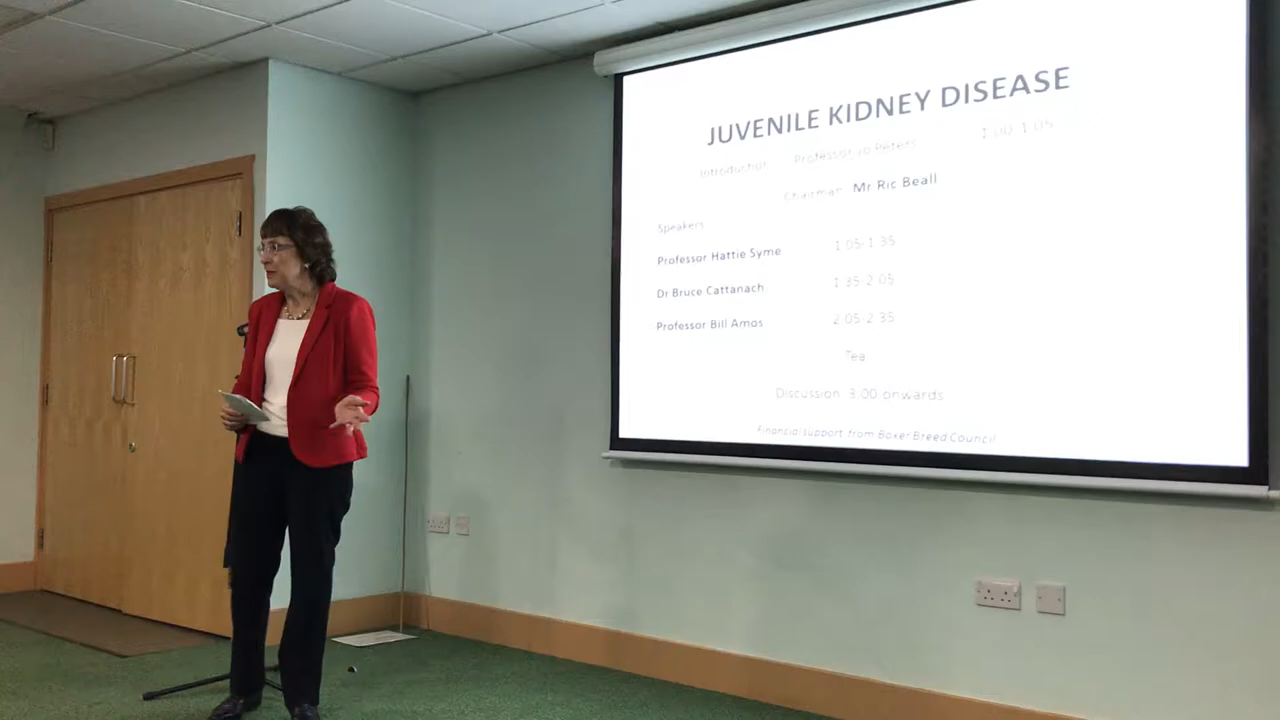 JUVENILE KIDNEY DISEASE
Introduction Professor Jo Peters 1.00-1.05
Chairman Mr Ric Beall
Speakers
Professor Hattie Syme 1.05-1.35
Dr Bruce Cattanach 1.35-2.05
Professor Bill Amos 2.05-2.35
Tea
Discussion 3.00 onwards
Financial support from Boxer Breed Council